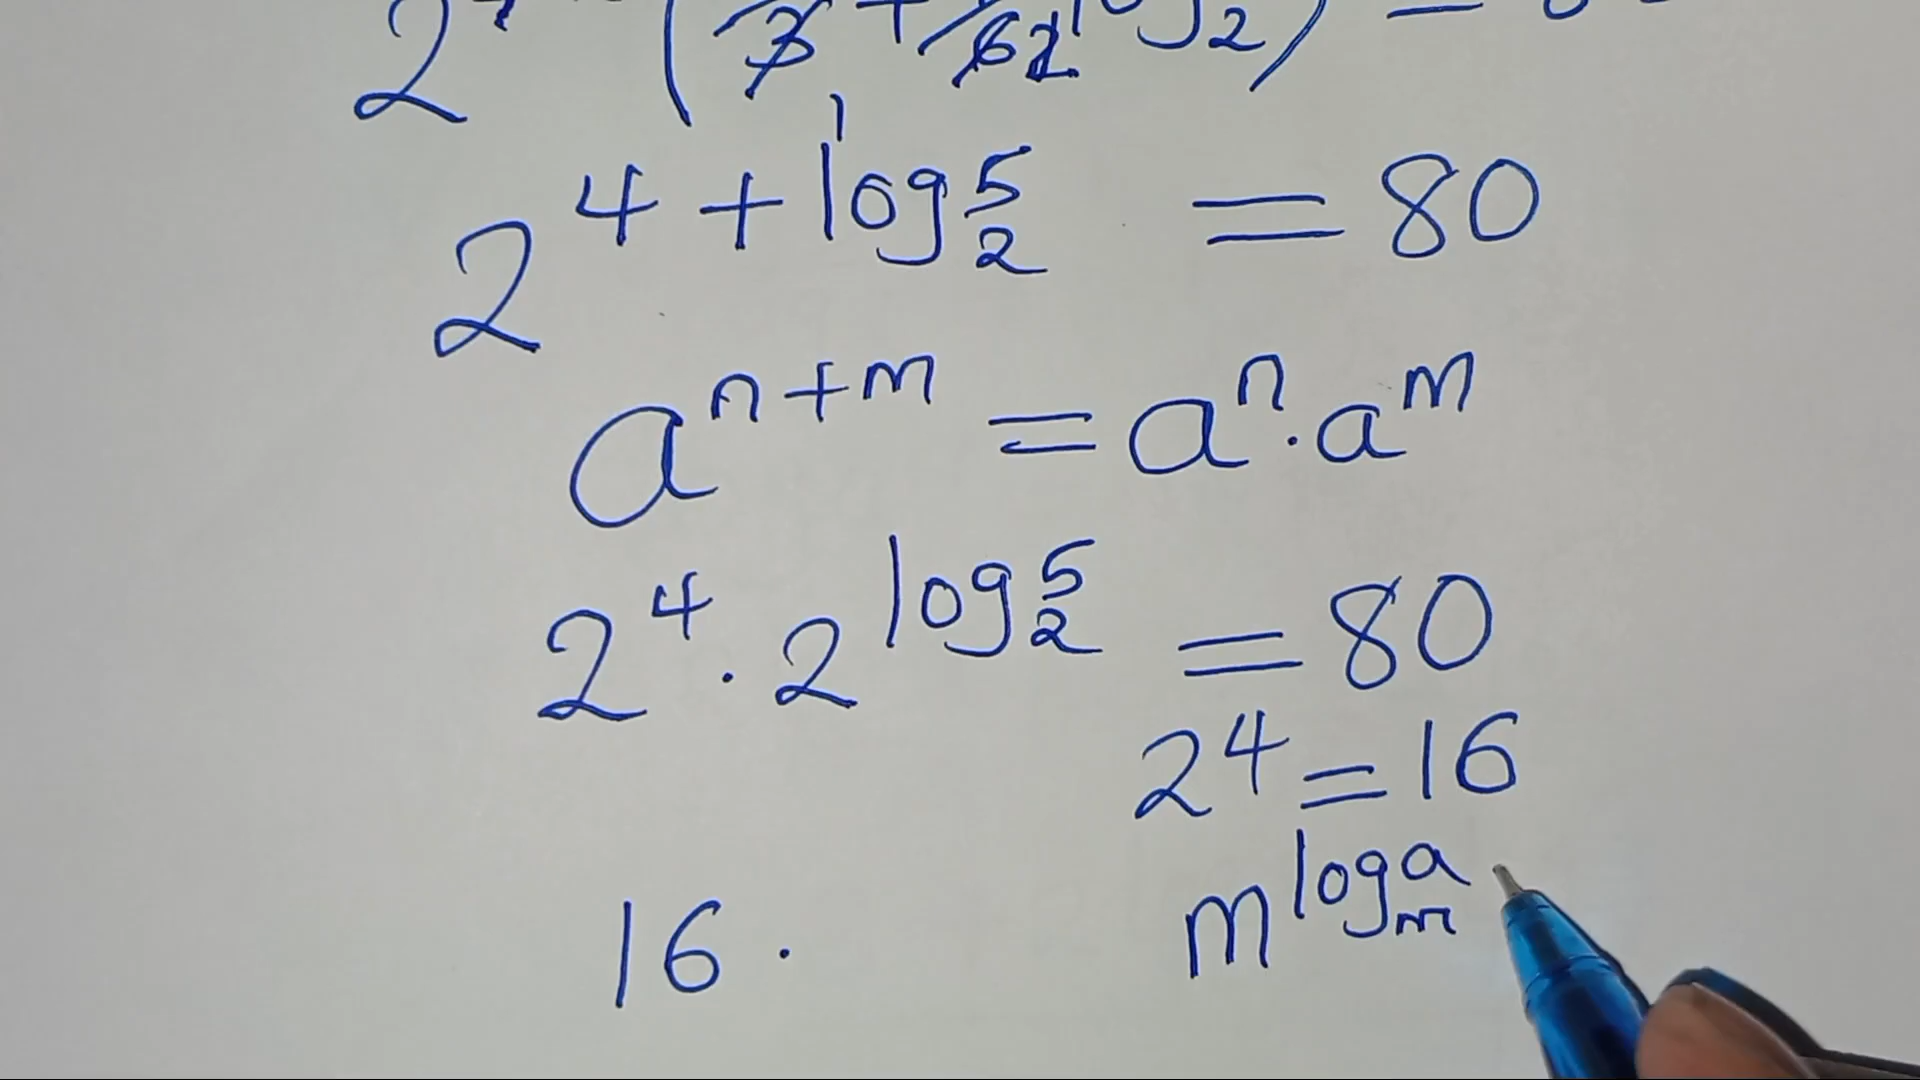 2^4 + log_2 5 = 80
a^n+m = a^n · a^m
2^4 · 2^log_2 5 = 80
2^4 = 16
16 · m^log_m a